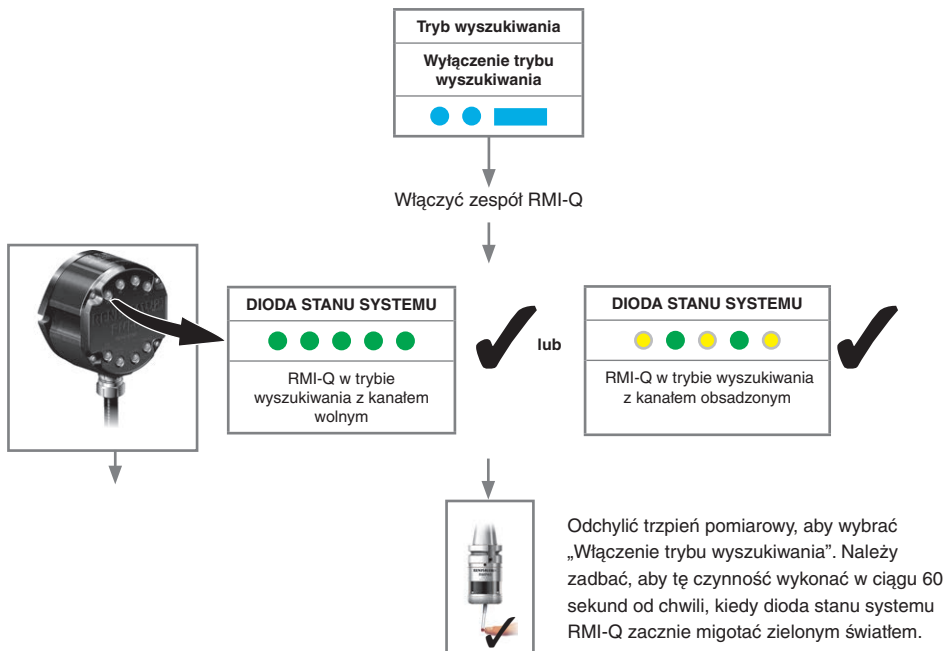 Tryb wyszukiwania
Wyłączenie trybu
wyszukiwania
Włączyć zespół RMI-Q
DIODA STANU SYSTEMU
RMI-Q w trybie
wyszukiwania z kanałem
wolnym
lub
DIODA STANU SYSTEMU
RMI-Q w trybie wyszukiwania
z kanałem obsadzonym
Odchylić trzpień pomiarowy, aby wybrać
„Włączenie trybu wyszukiwania”. Należy
zadbać, aby tę czynność wykonać w ciągu 60
sekund od chwili, kiedy dioda stanu systemu
RMI-Q zacznie migotać zielonym światłem.